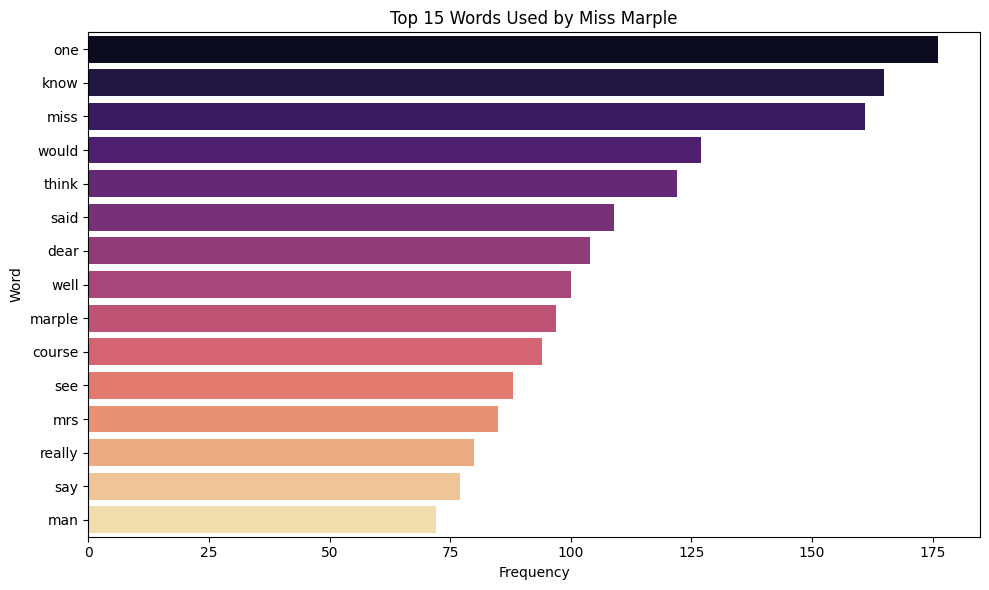 Top 15 Words Used by Miss Marple
one
know
miss
would
think
said
dear
well
marple
course
see
mrs
really
say
man
Word
0 25 50 75 100 125 150 175
Frequency